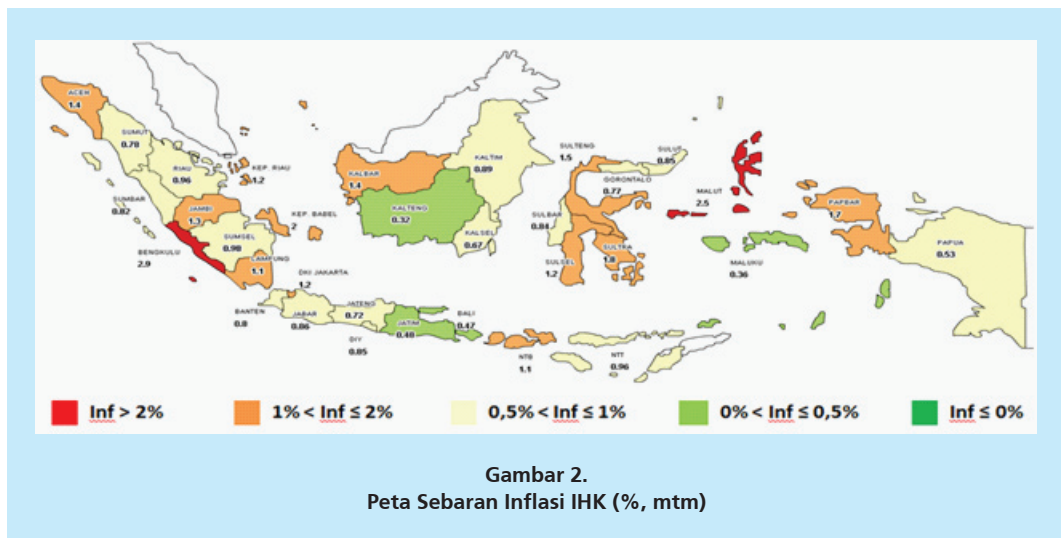 ACEH
1.4
SUMUT
0.78
RIAU
0.96
KEP. RIAU
1.2
SUMBAR
0.82
JAMBI
1.3
KEP. BABEL
2
SUMSEL
0.98
BENGKULU
2.9
LAMPUNG
1.1
DKI JAKARTA
1.2
BANTEN
0.8
JABAR
0.86
JATENG
0.72
DIY
0.85
JATIM
0.48
BALI
0.47
NTB
1.1
NTT
0.96
KALBAR
1.4
KALTENG
0.32
KALTIM
0.89
KALSEL
0.67
SULTENG
1.5
SULUT
0.85
GORONTALO
0.77
SULBAR
0.84
SULSEL
1.2
SULTRA
1.8
MALUT
2.5
MALUKU
0.36
PAPBAR
1.7
PAPUA
0.53
Inf > 2%
1% < Inf ≤ 2%
0,5% < Inf ≤ 1%
0% < Inf ≤ 0,5%
Inf ≤ 0%
Gambar 2.
Peta Sebaran Inflasi IHK (%, mtm)